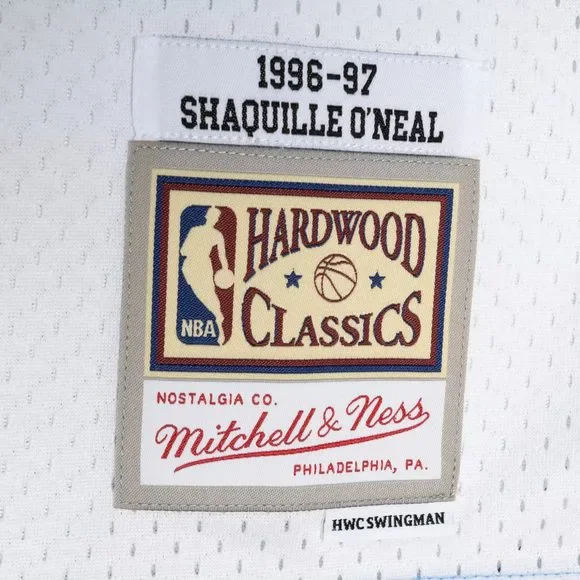 1996-97
SHAQUILLE O'NEAL
HARDWOOD
CLASSICS
NBA
NOSTALGIA CO.
Mitchell & Ness
PHILADELPHIA, PA.
HWC SWINGMAN